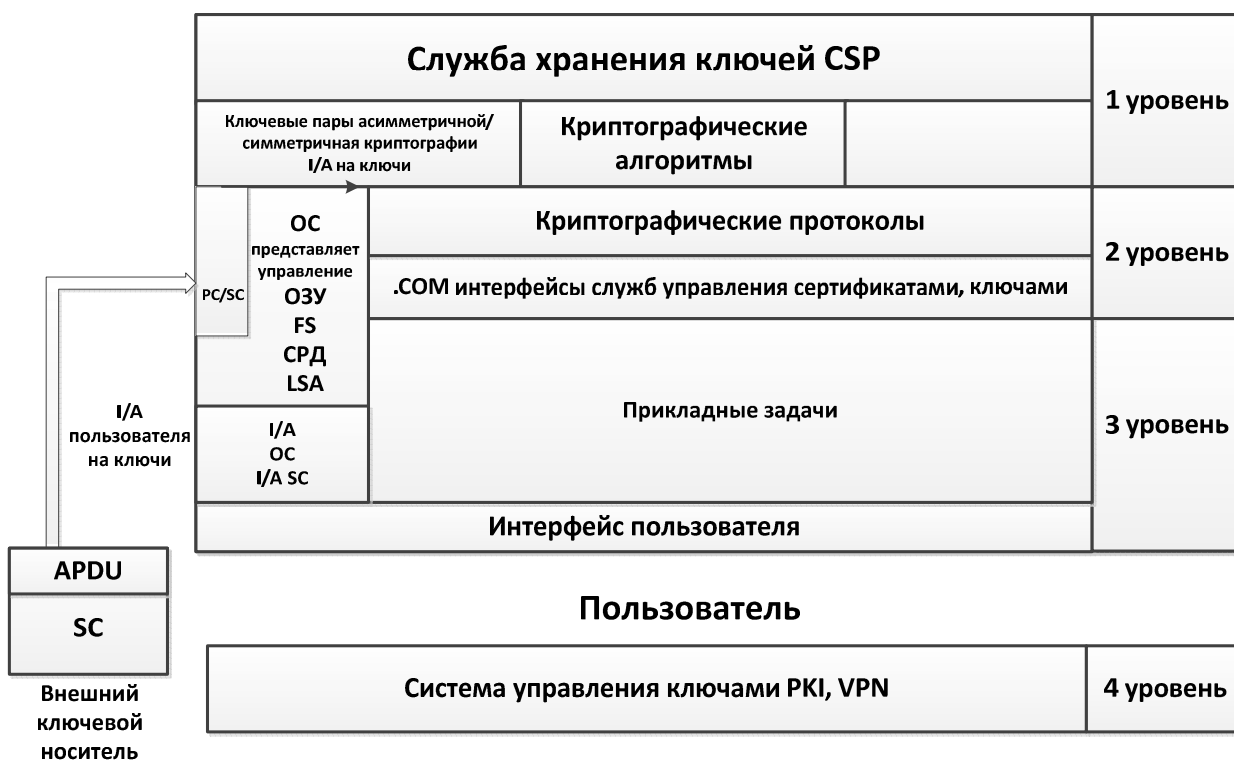 Служба хранения ключей CSP
1 уровень
Ключевые пары асимметричной/
симметричная криптографии
I/A на ключи
Криптографические
алгоритмы
ОС
представляет
управление
ОЗУ
FS
СРД
LSA
PC/SC
Криптографические протоколы
2 уровень
.COM интерфейсы служб управления сертификатами, ключами
Прикладные задачи
3 уровень
I/A
пользователя
на ключи
I/A
ОС
I/A SC
Интерфейс пользователя
APDU
SC
Внешний
ключевой
носитель
Пользователь
Система управления ключами PKI, VPN
4 уровень